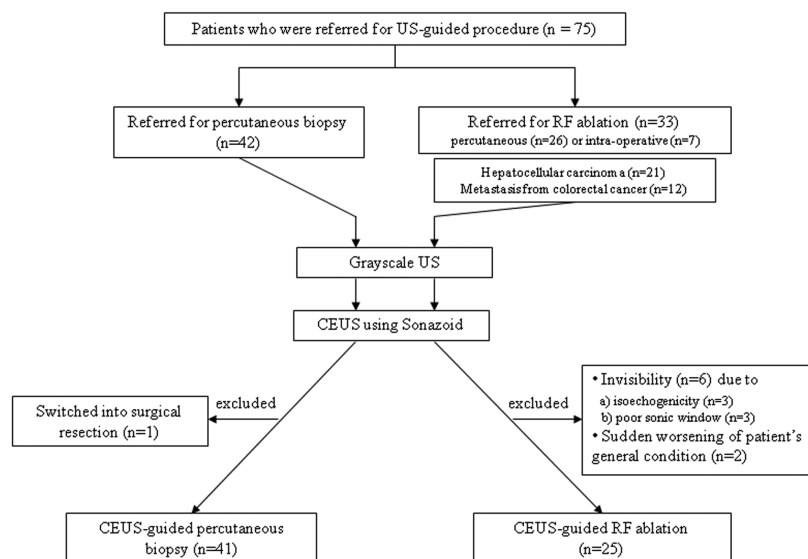 Patients who were referred for US-guided procedure (n = 75)
Referred for percutaneous biopsy
(n=42)
Referred for RF ablation (n=33)
percutaneous (n=26) or intra-operative (n=7)
Hepatocellular carcinoma (n=21)
Metastasis from colorectal cancer (n=12)
Grayscale US
CEUS using Sonazoid
excluded
Switched into surgical
resection (n=1)
excluded
• Invisibility (n=6) due to
a) isoechogenicity (n=3)
b) poor sonic window (n=3)
• Sudden worsening of patient's
general condition (n=2)
CEUS-guided percutaneous
biopsy (n=41)
CEUS-guided RF ablation
(n=25)